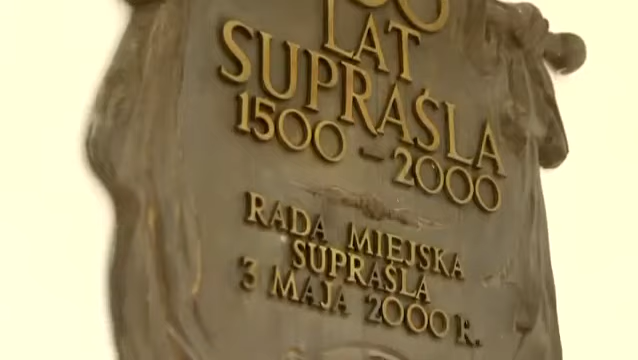 LAT
SUPRAŚLA
1500 - 2000
RADA MIEJSKA
SUPRAŚLA
3 MAJA 2000 R.